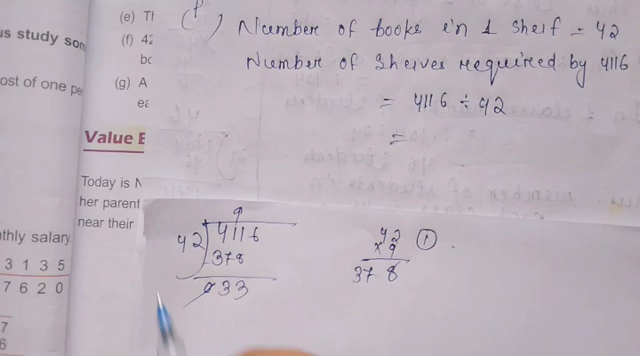 us study som
ost of one pe
thly salary
3 1 3 5
7 6 2 0
7
6
(e) Th
(f) 42
bo
(g) A
ea
Value E
Today is N
her parent
near their
(f) Number of books in 1 shelf = 42
Number of Shelves required by 4116
= 4116 ÷ 42
=
9
42 4116
378
033
42
x 9
378
1